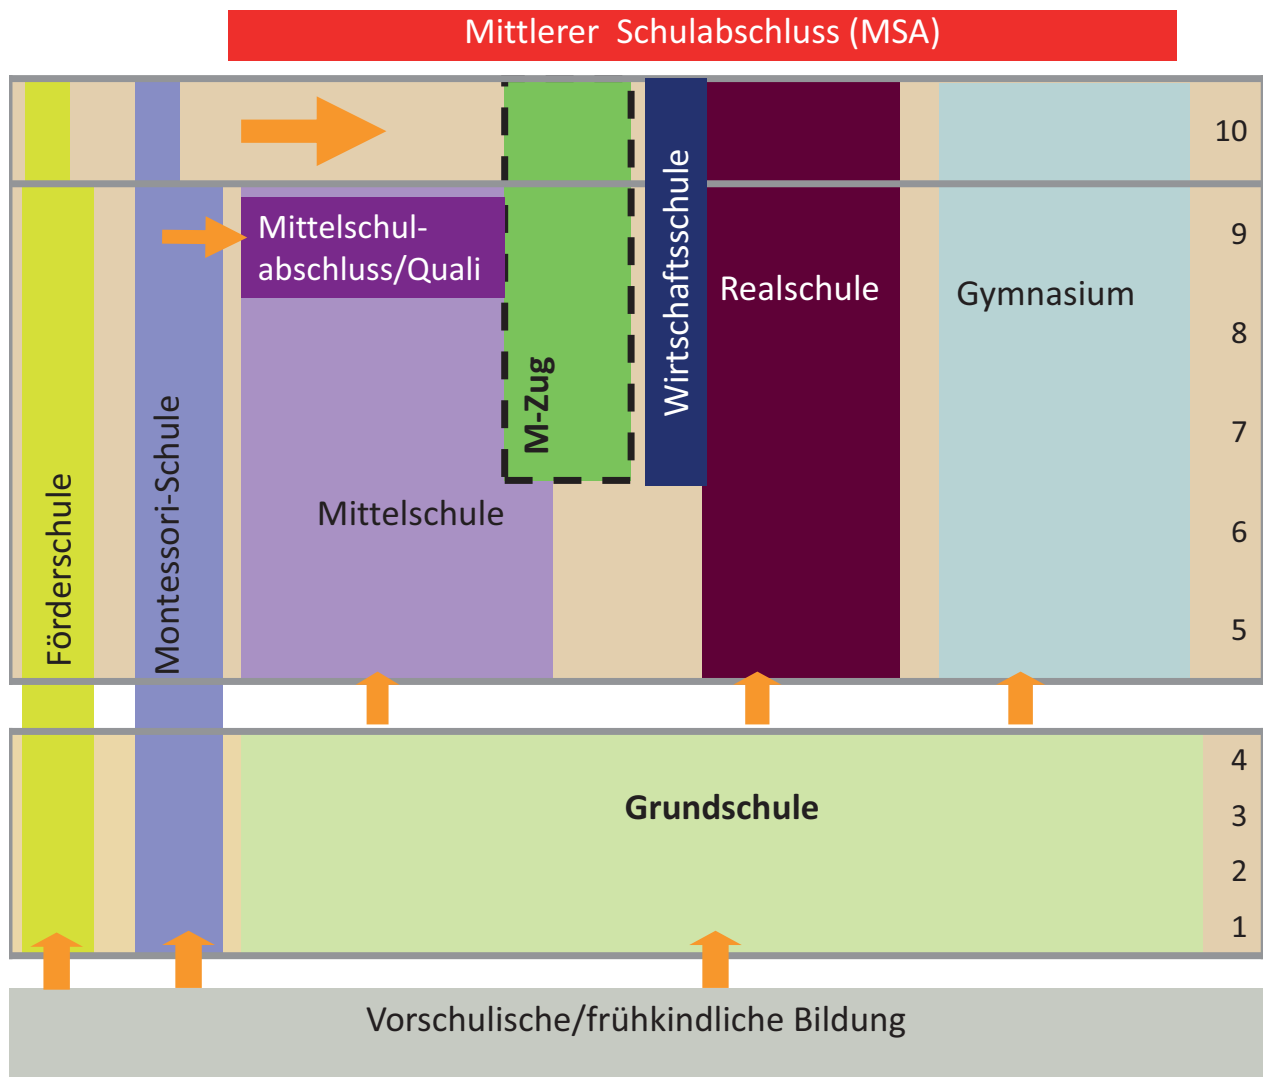 Mittlerer Schulabschluss (MSA)
10
Mittelschul-
abschluss/Quali
9
Wirtschaftsschule
Realschule
Gymnasium
8
M-Zug
7
Förderschule
Montessori-Schule
Mittelschule
6
5
4
Grundschule
3
2
1
Vorschulische/frühkindliche Bildung